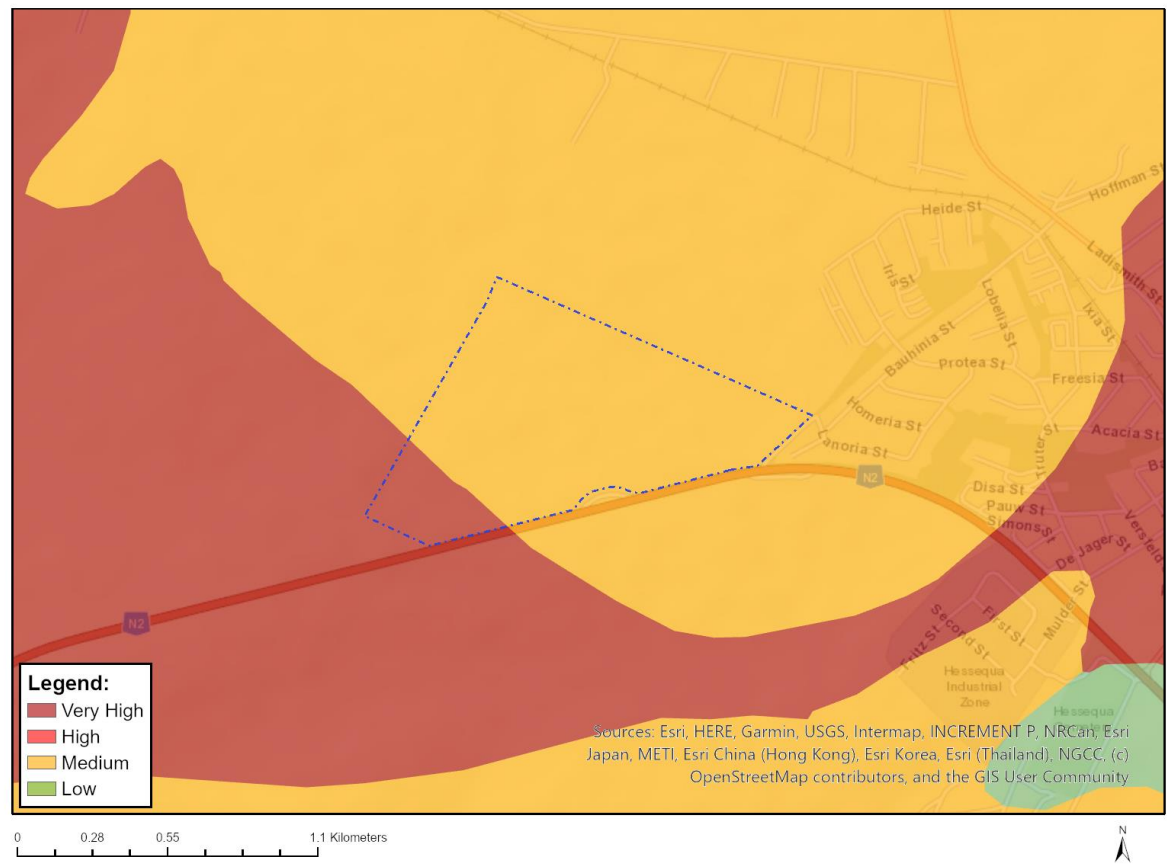 Hoffman St
Heide St
Ladismith St
Iris St
Lobelia St
Ixia St
Bauhinia St
Protea St
Freesia St
Homeria St
Acacia St
Lanoria St
St
Truter
N2
Disa St
Pauw St
Simons St
Versfeld
De Jager St
Mulder St
First St
Second St
Fritz St
N2
Hessequa
Industrial
Zone
Hessequa
Legend:
Very High
High
Medium
Low
Sources: Esri, HERE, Garmin, USGS, Intermap, INCREMENT P, NRCan, Esri
Japan, METI, Esri China (Hong Kong), Esri Korea, Esri (Thailand), NGCC, (c)
OpenStreetMap contributors, and the GIS User Community
0 0.28 0.55 1.1 Kilometers
N